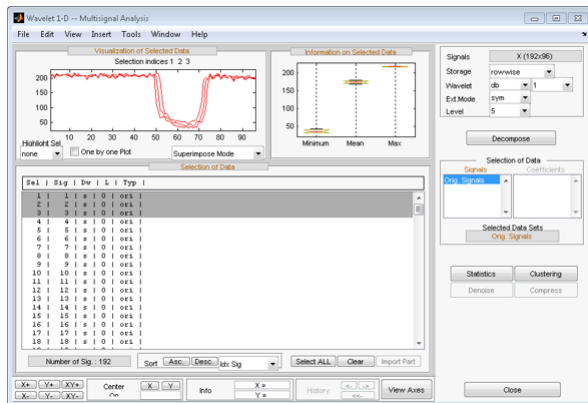 Wavelet 1-D -- Multisignal Analysis
File Edit View Insert Tools Window Help
Visualization of Selected Data
Selection indices 1 2 3
200
150
100
50
10 20 30 40 50 60 70 80 90
Highlight Sel
none
One by one Plot
Superimpose Mode
Information on Selected Data
200
150
100
50
Minimum Mean Max
Signals X (192x96)
Storage rowwise
Wavelet db 1
Ext.Mode sym
Level 5
Decompose
Selection of Data
Signals Coefficients
Orig. Signals
Selected Data Sets
Orig. Signals
Statistics Clustering
Denoise Compress
Close
Selection of Data
Sel | Sig | Dw | L | Typ |
1 | 1 | s | 0 | ori |
2 | 2 | s | 0 | ori |
3 | 3 | s | 0 | ori |
4 | 4 | s | 0 | ori |
5 | 5 | s | 0 | ori |
6 | 6 | s | 0 | ori |
7 | 7 | s | 0 | ori |
8 | 8 | s | 0 | ori |
9 | 9 | s | 0 | ori |
10 | 10 | s | 0 | ori |
11 | 11 | s | 0 | ori |
12 | 12 | s | 0 | ori |
13 | 13 | s | 0 | ori |
14 | 14 | s | 0 | ori |
15 | 15 | s | 0 | ori |
16 | 16 | s | 0 | ori |
17 | 17 | s | 0 | ori |
18 | 18 | s | 0 | ori |
Number of Sig. : 192
Sort Asc. Desc. Idx Sig
Select ALL Clear Import Part
X+ Y+ XY+
X- Y- XY-
Center
On
X Y
Info
X =
Y =
History
<- ->
<<-
View Axes